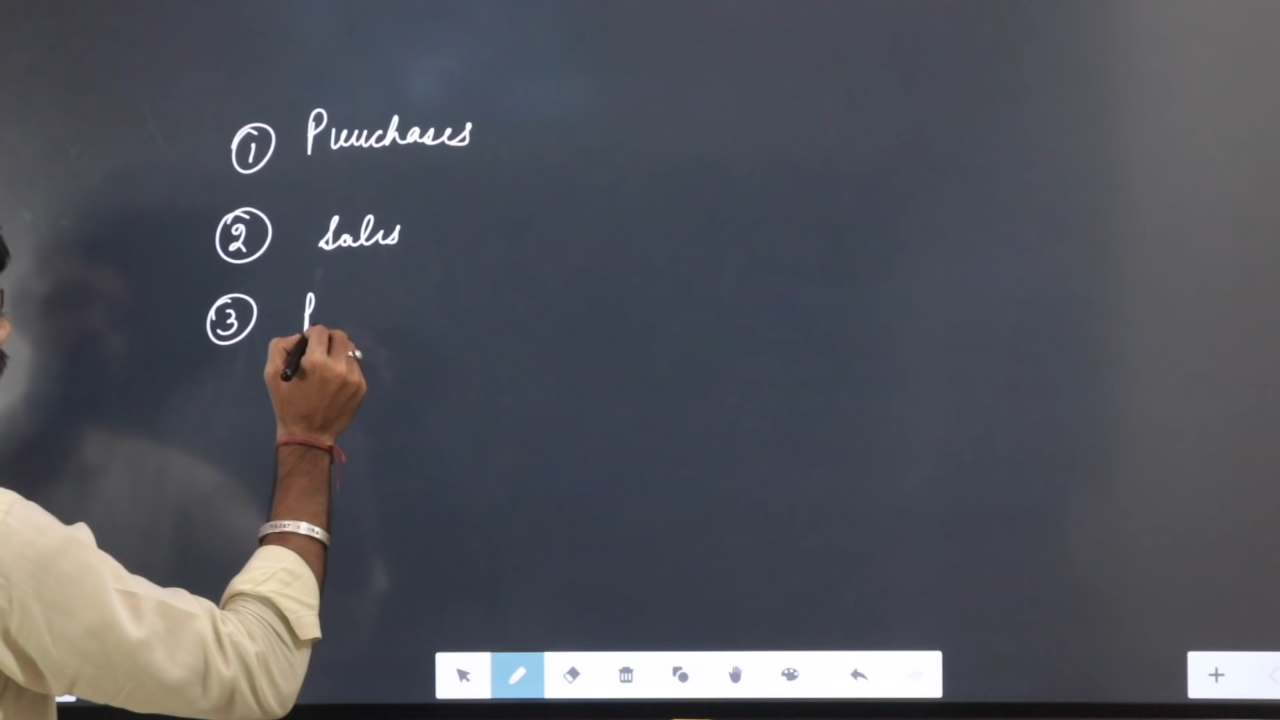 ① Purchases
② Sales
③ P